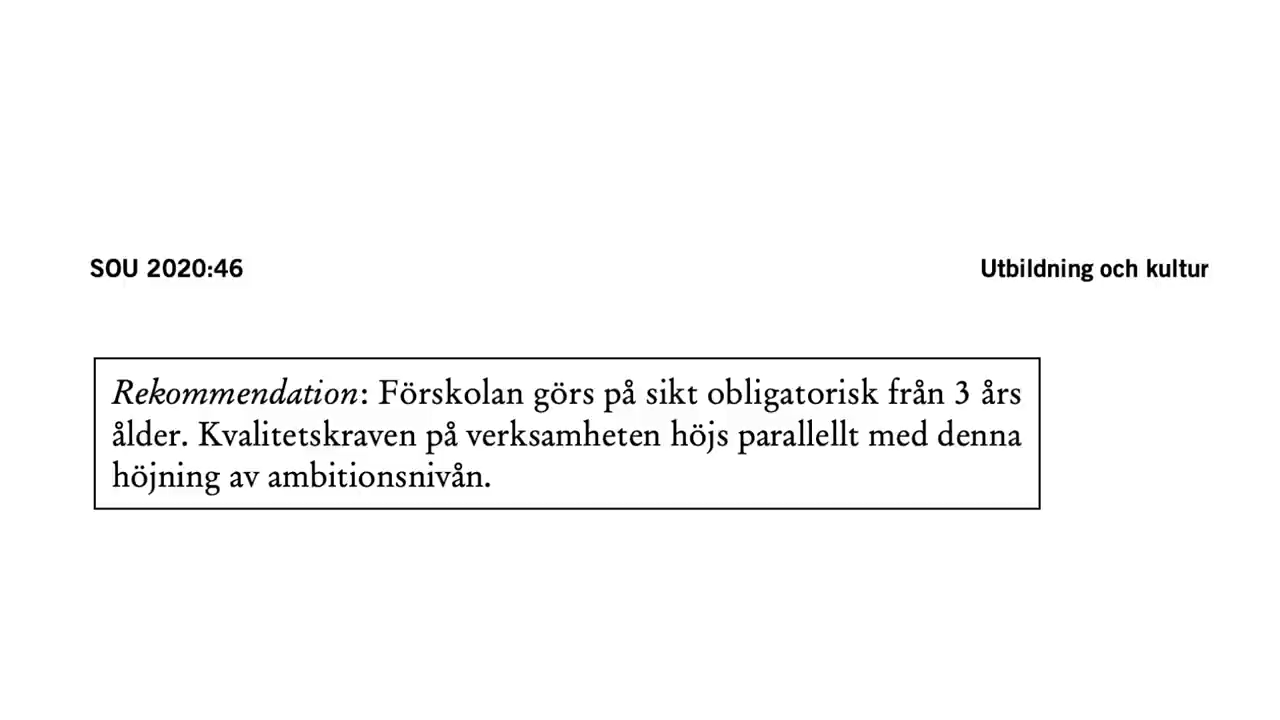 SOU 2020:46
Utbildning och kultur
Rekommendation: Förskolan görs på sikt obligatorisk från 3 års
ålder. Kvalitetskraven på verksamheten höjs parallellt med denna
höjning av ambitionsnivån.